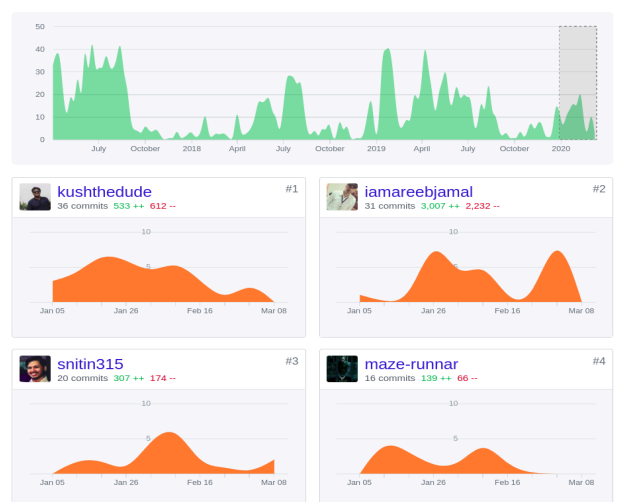 50
40
30
20
10
0
July October 2018 April July October 2019 April July October 2020
kushthedude #1
36 commits 533 ++ 612 --
10
5
Jan 05 Jan 26 Feb 16 Mar 08
iamareebjamal #2
31 commits 3,007 ++ 2,232 --
10
5
Jan 05 Jan 26 Feb 16 Mar 08
snitin315 #3
20 commits 307 ++ 174 --
10
5
Jan 05 Jan 26 Feb 16 Mar 08
maze-runnar #4
16 commits 139 ++ 66 --
10
5
Jan 05 Jan 26 Feb 16 Mar 08